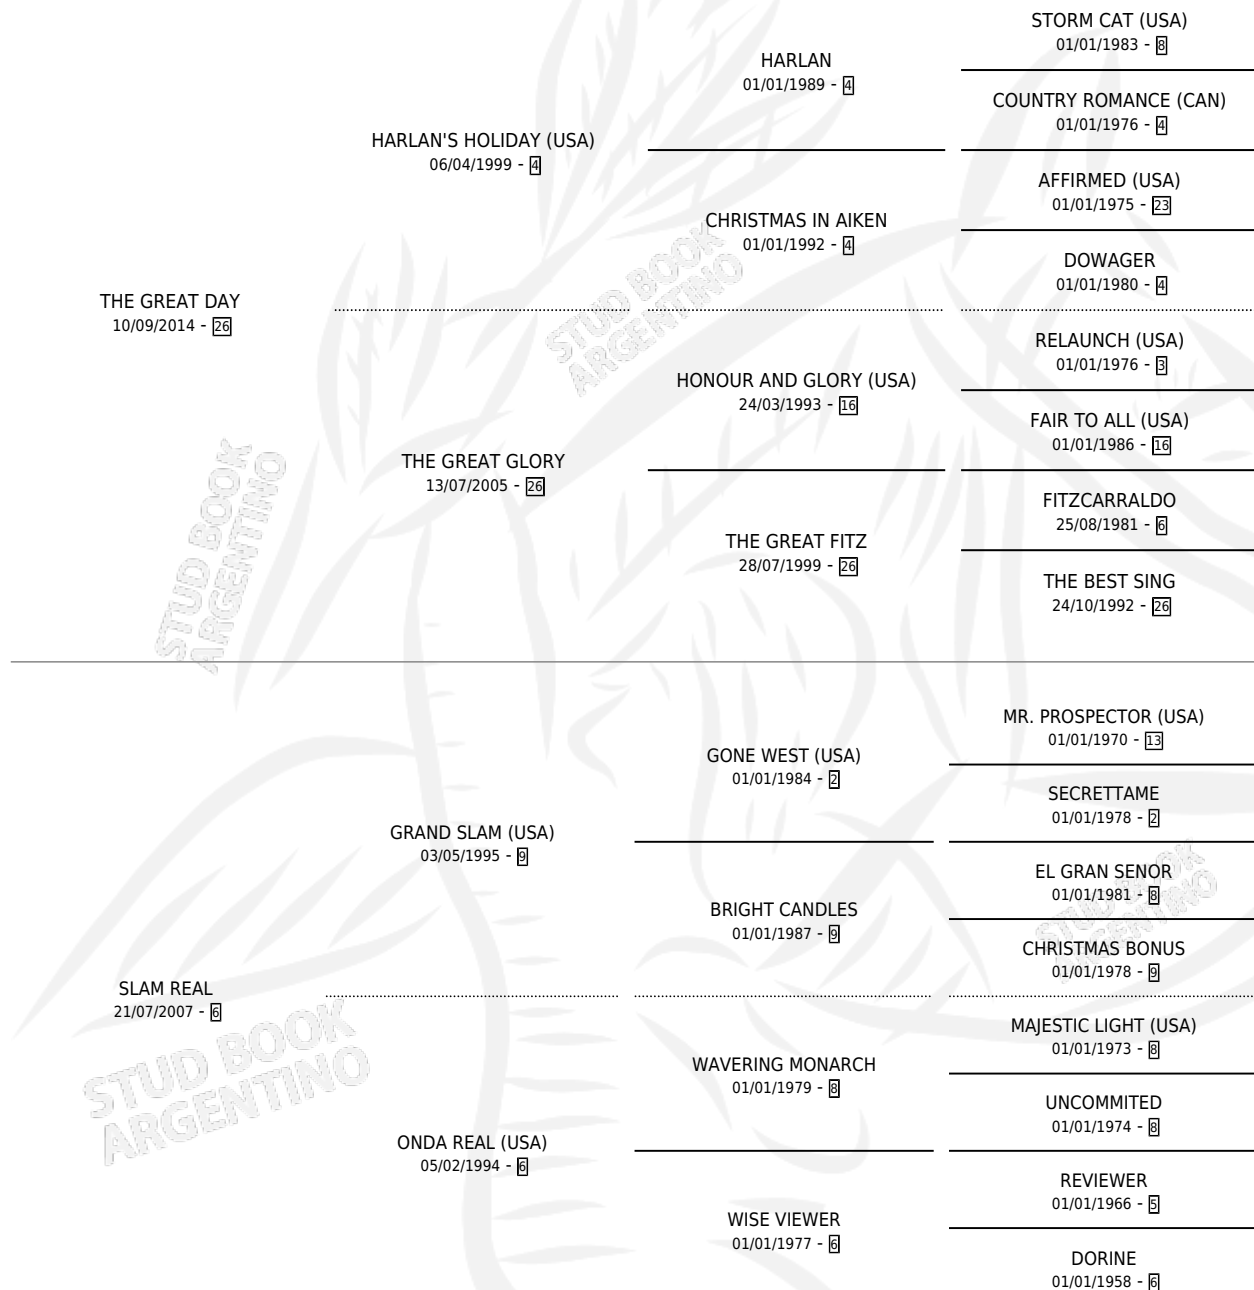 STORM CAT (USA)
01/01/1983 - 8
HARLAN
01/01/1989 - 4
COUNTRY ROMANCE (CAN)
01/01/1976 - 4
HARLAN'S HOLIDAY (USA)
06/04/1999 - 4
AFFIRMED (USA)
01/01/1975 - 23
CHRISTMAS IN AIKEN
01/01/1992 - 4
DOWAGER
01/01/1980 - 4
THE GREAT DAY
10/09/2014 - 26
STUD BOOK
ARGENTINO
RELAUNCH (USA)
01/01/1976 - 3
HONOUR AND GLORY (USA)
24/03/1993 - 16
FAIR TO ALL (USA)
01/01/1986 - 16
THE GREAT GLORY
13/07/2005 - 26
FITZCARRALDO
25/08/1981 - 6
THE GREAT FITZ
28/07/1999 - 26
THE BEST SING
24/10/1992 - 26
STUD BOOK
ARGENTINO
MR. PROSPECTOR (USA)
01/01/1970 - 13
GONE WEST (USA)
01/01/1984 - 2
SECRETTAME
01/01/1978 - 2
GRAND SLAM (USA)
03/05/1995 - 9
EL GRAN SENOR
01/01/1981 - 8
BRIGHT CANDLES
01/01/1987 - 9
CHRISTMAS BONUS
01/01/1978 - 9
STUD BOOK
ARGENTINO
SLAM REAL
21/07/2007 - 6
STUD BOOK
ARGENTINO
MAJESTIC LIGHT (USA)
01/01/1973 - 8
WAVERING MONARCH
01/01/1979 - 8
UNCOMMITED
01/01/1974 - 8
ONDA REAL (USA)
05/02/1994 - 6
REVIEWER
01/01/1966 - 5
WISE VIEWER
01/01/1977 - 6
DORINE
01/01/1958 - 6